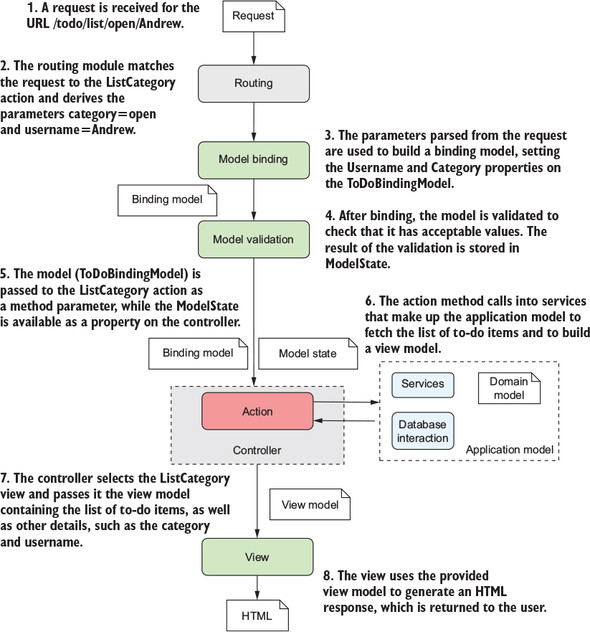 1. A request is received for the
URL /todo/list/open/Andrew.
Request
2. The routing module matches
the request to the ListCategory
action and derives the
parameters category=open
and username=Andrew.
Routing
Model binding
3. The parameters parsed from the request
are used to build a binding model, setting
the Username and Category properties on
the ToDoBindingModel.
Binding model
Model validation
4. After binding, the model is validated to
check that it has acceptable values. The
result of the validation is stored in
ModelState.
5. The model (ToDoBindingModel) is
passed to the ListCategory action as
a method parameter, while the ModelState
is available as a property on the controller.
6. The action method calls into services
that make up the application model to
fetch the list of to-do items and to build
a view model.
Binding model
Model state
Services
Domain
model
Action
Database
interaction
Controller
Application model
7. The controller selects the ListCategory
view and passes it the view model
containing the list of to-do items, as well
as other details, such as the category
and username.
View model
View
8. The view uses the provided
view model to generate an HTML
response, which is returned to the user.
HTML